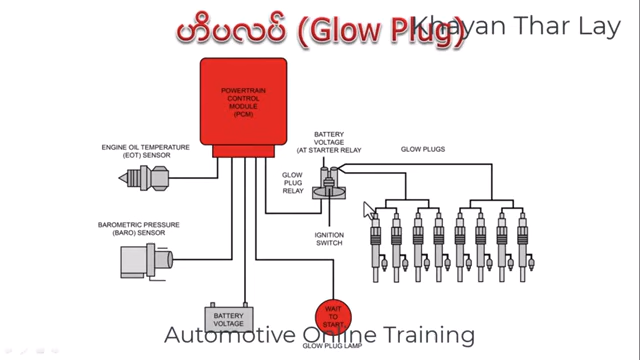 ဟီပလပ် (Glow Plug)
Khayan Thar Lay
POWERTRAIN
CONTROL
MODULE
(PCM)
ENGINE OIL TEMPERATURE
(EOT) SENSOR
BATTERY
VOLTAGE
(AT STARTER RELAY
GLOW PLUGS
GLOW
PLUG
RELAY
BAROMETRIC PRESSURE
(BARO) SENSOR
IGNITION
SWITCH
BATTERY
VOLTAGE
WAIT
TO
START
GLOW PLUG LAMP
Automotive Online Training